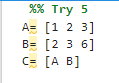 %% Try 5
A= [1 2 3]
B= [2 3 6]
C= [A B]